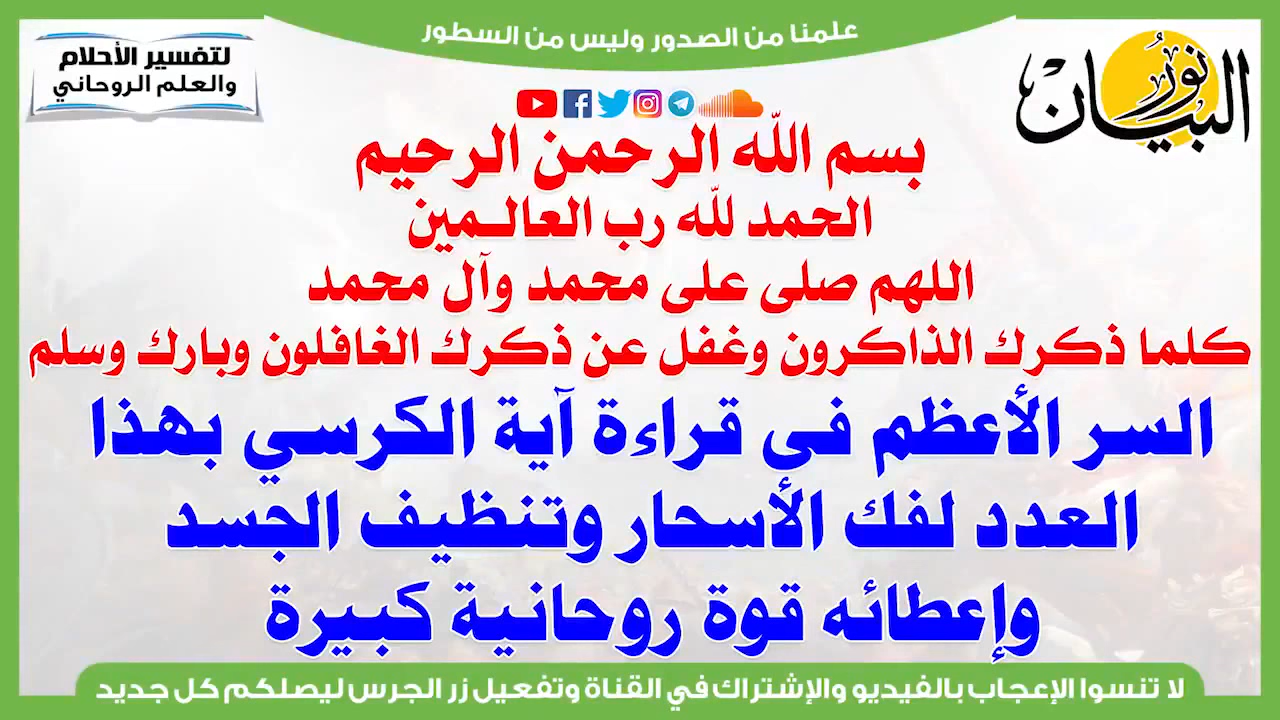 علمنا من الصدور وليس من السطور
لتفسير الأحلام
والعلم الروحاني
نور
البيان
بسم الله الرحمن الرحيم
الحمد لله رب العالـمين
اللهم صلى على محمد وآل محمد
كلما ذكرك الذاكرون وغفل عن ذكرك الغافلون وبارك وسلم
السر الأعظم فى قراءة آية الكرسي بهذا
العدد لفك الأسحار وتنظيف الجسد
وإعطائه قوة روحانية كبيرة
لا تنسوا الإعجاب بالفيديو والإشتراك في القناة وتفعيل زر الجرس ليصلكم كل جديد